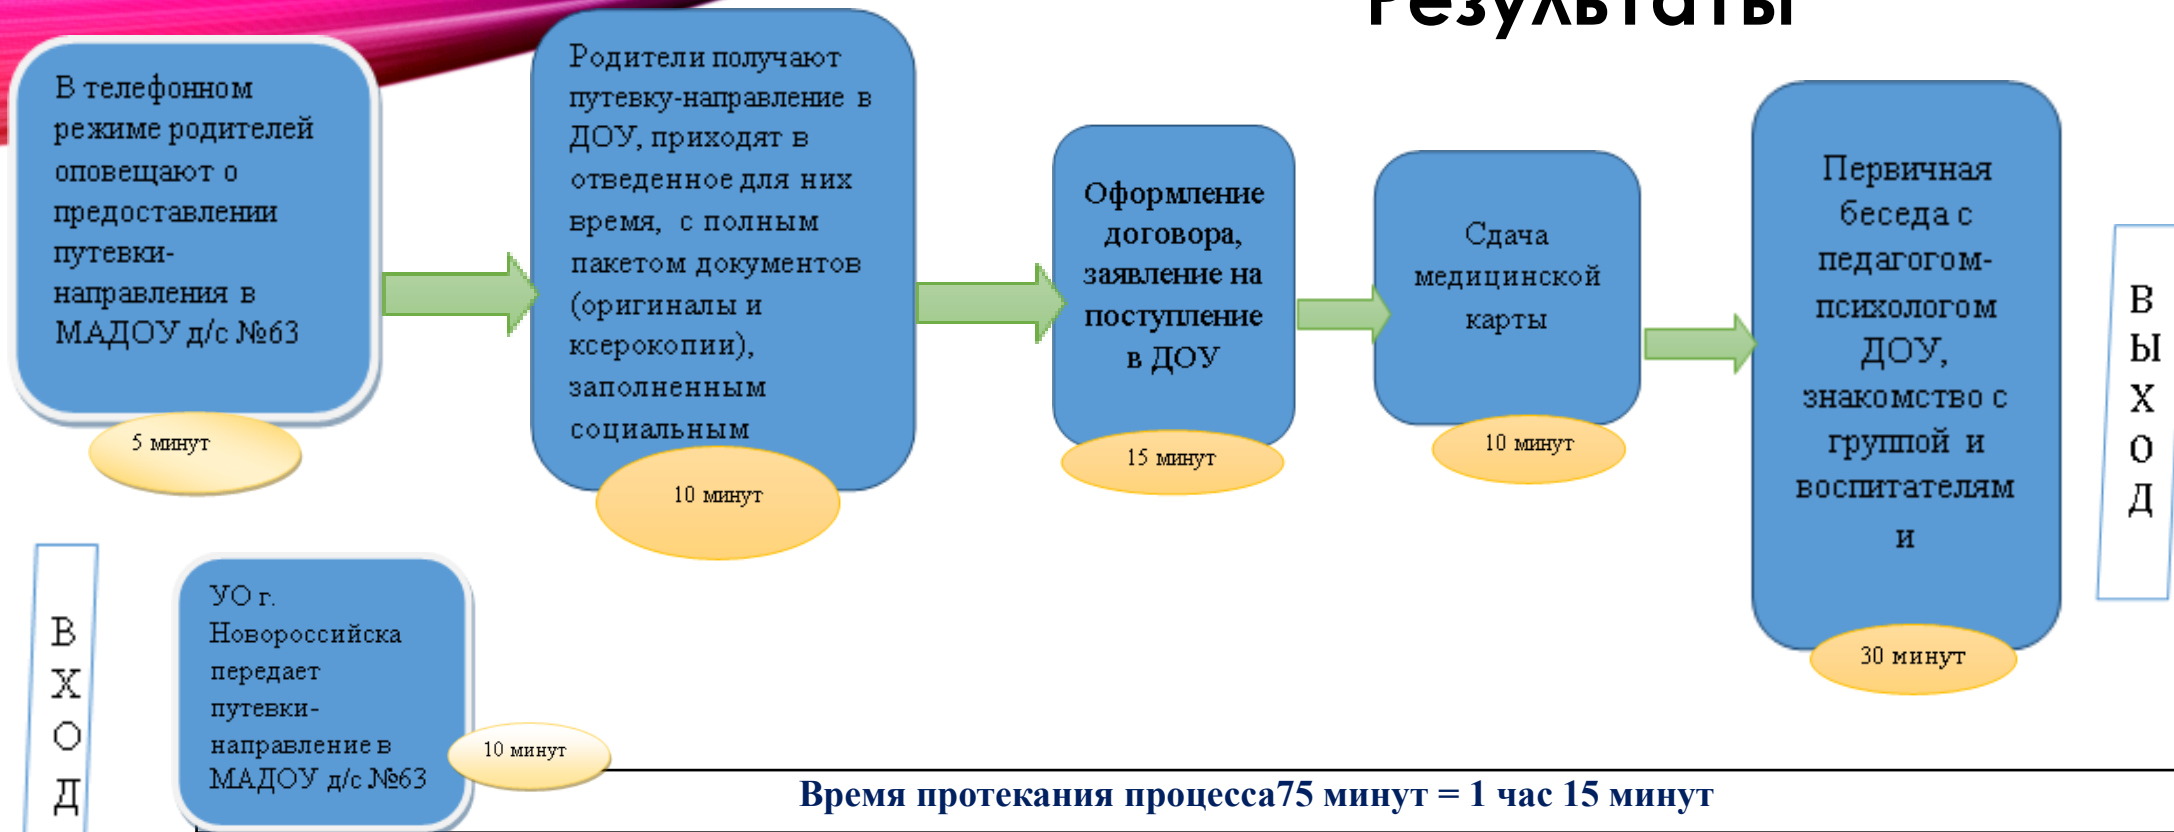 Результаты
В телефонном
режиме родителей
оповещают о
предоставлении
путевки-
направления в
МАДОУ д/с №63
5 минут
Родители получают
путевку-направление в
ДОУ, приходят в
отведенное для них
время, с полным
пакетом документов
(оригиналы и
ксерокопии),
заполненным
социальным
10 минут
Оформление
договора,
заявление на
поступление
в ДОУ
15 минут
Сдача
медицинской
карты
10 минут
Первичная
беседа с
педагогом-
психологом
ДОУ,
знакомство с
группой и
воспитателям
и
30 минут
В
Ы
Х
О
Д
В
Х
О
Д
УО г.
Новороссийска
передает
путевки-
направление в
МАДОУ д/с №63
10 минут
Время протекания процесса75 минут = 1 час 15 минут